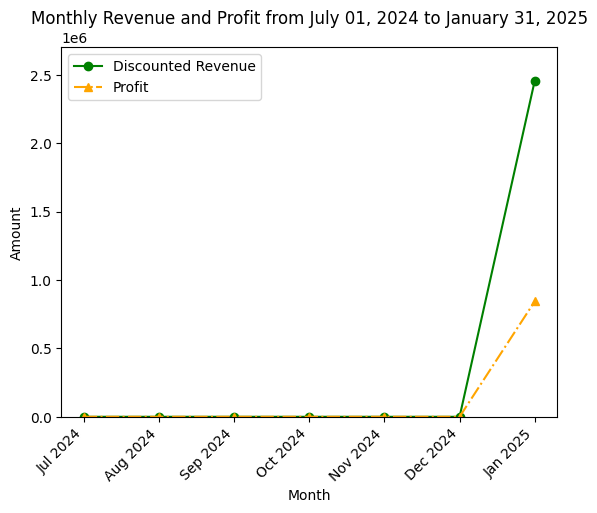 Monthly Revenue and Profit from July 01, 2024 to January 31, 2025
1e6
Discounted Revenue
Profit
2.5
2.0
1.5
1.0
0.5
0.0
Amount
Jul 2024
Aug 2024
Sep 2024
Oct 2024
Nov 2024
Dec 2024
Jan 2025
Month